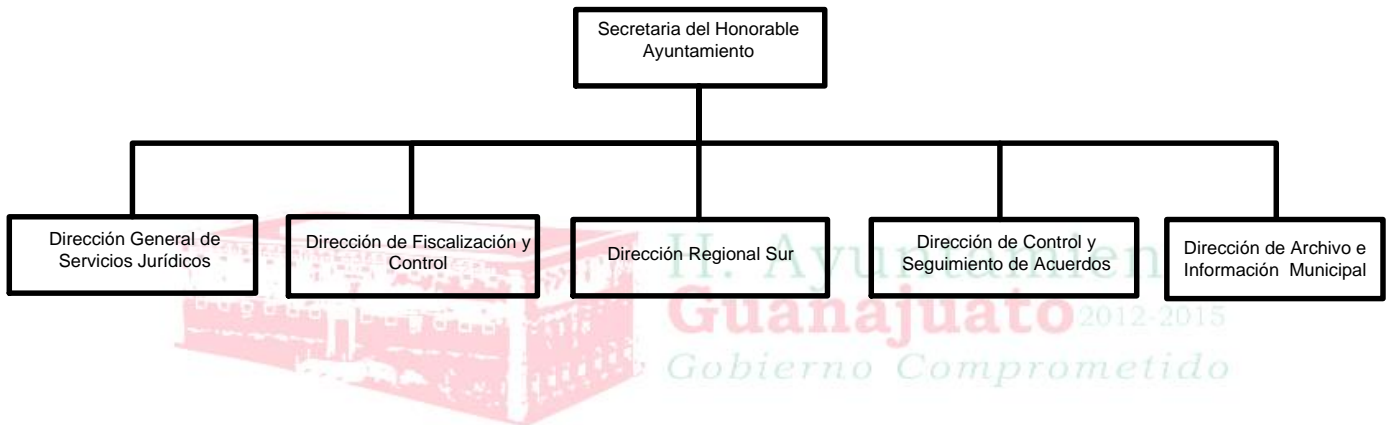 Secretaria del Honorable
Ayuntamiento
Dirección General de
Servicios Jurídicos
Dirección de Fiscalización y
Control
Dirección Regional Sur
Dirección de Control y
Seguimiento de Acuerdos
Dirección de Archivo e
Información Municipal
H. Ayuntamien
Guanajuato 2012-2015
Gobierno Comprometido